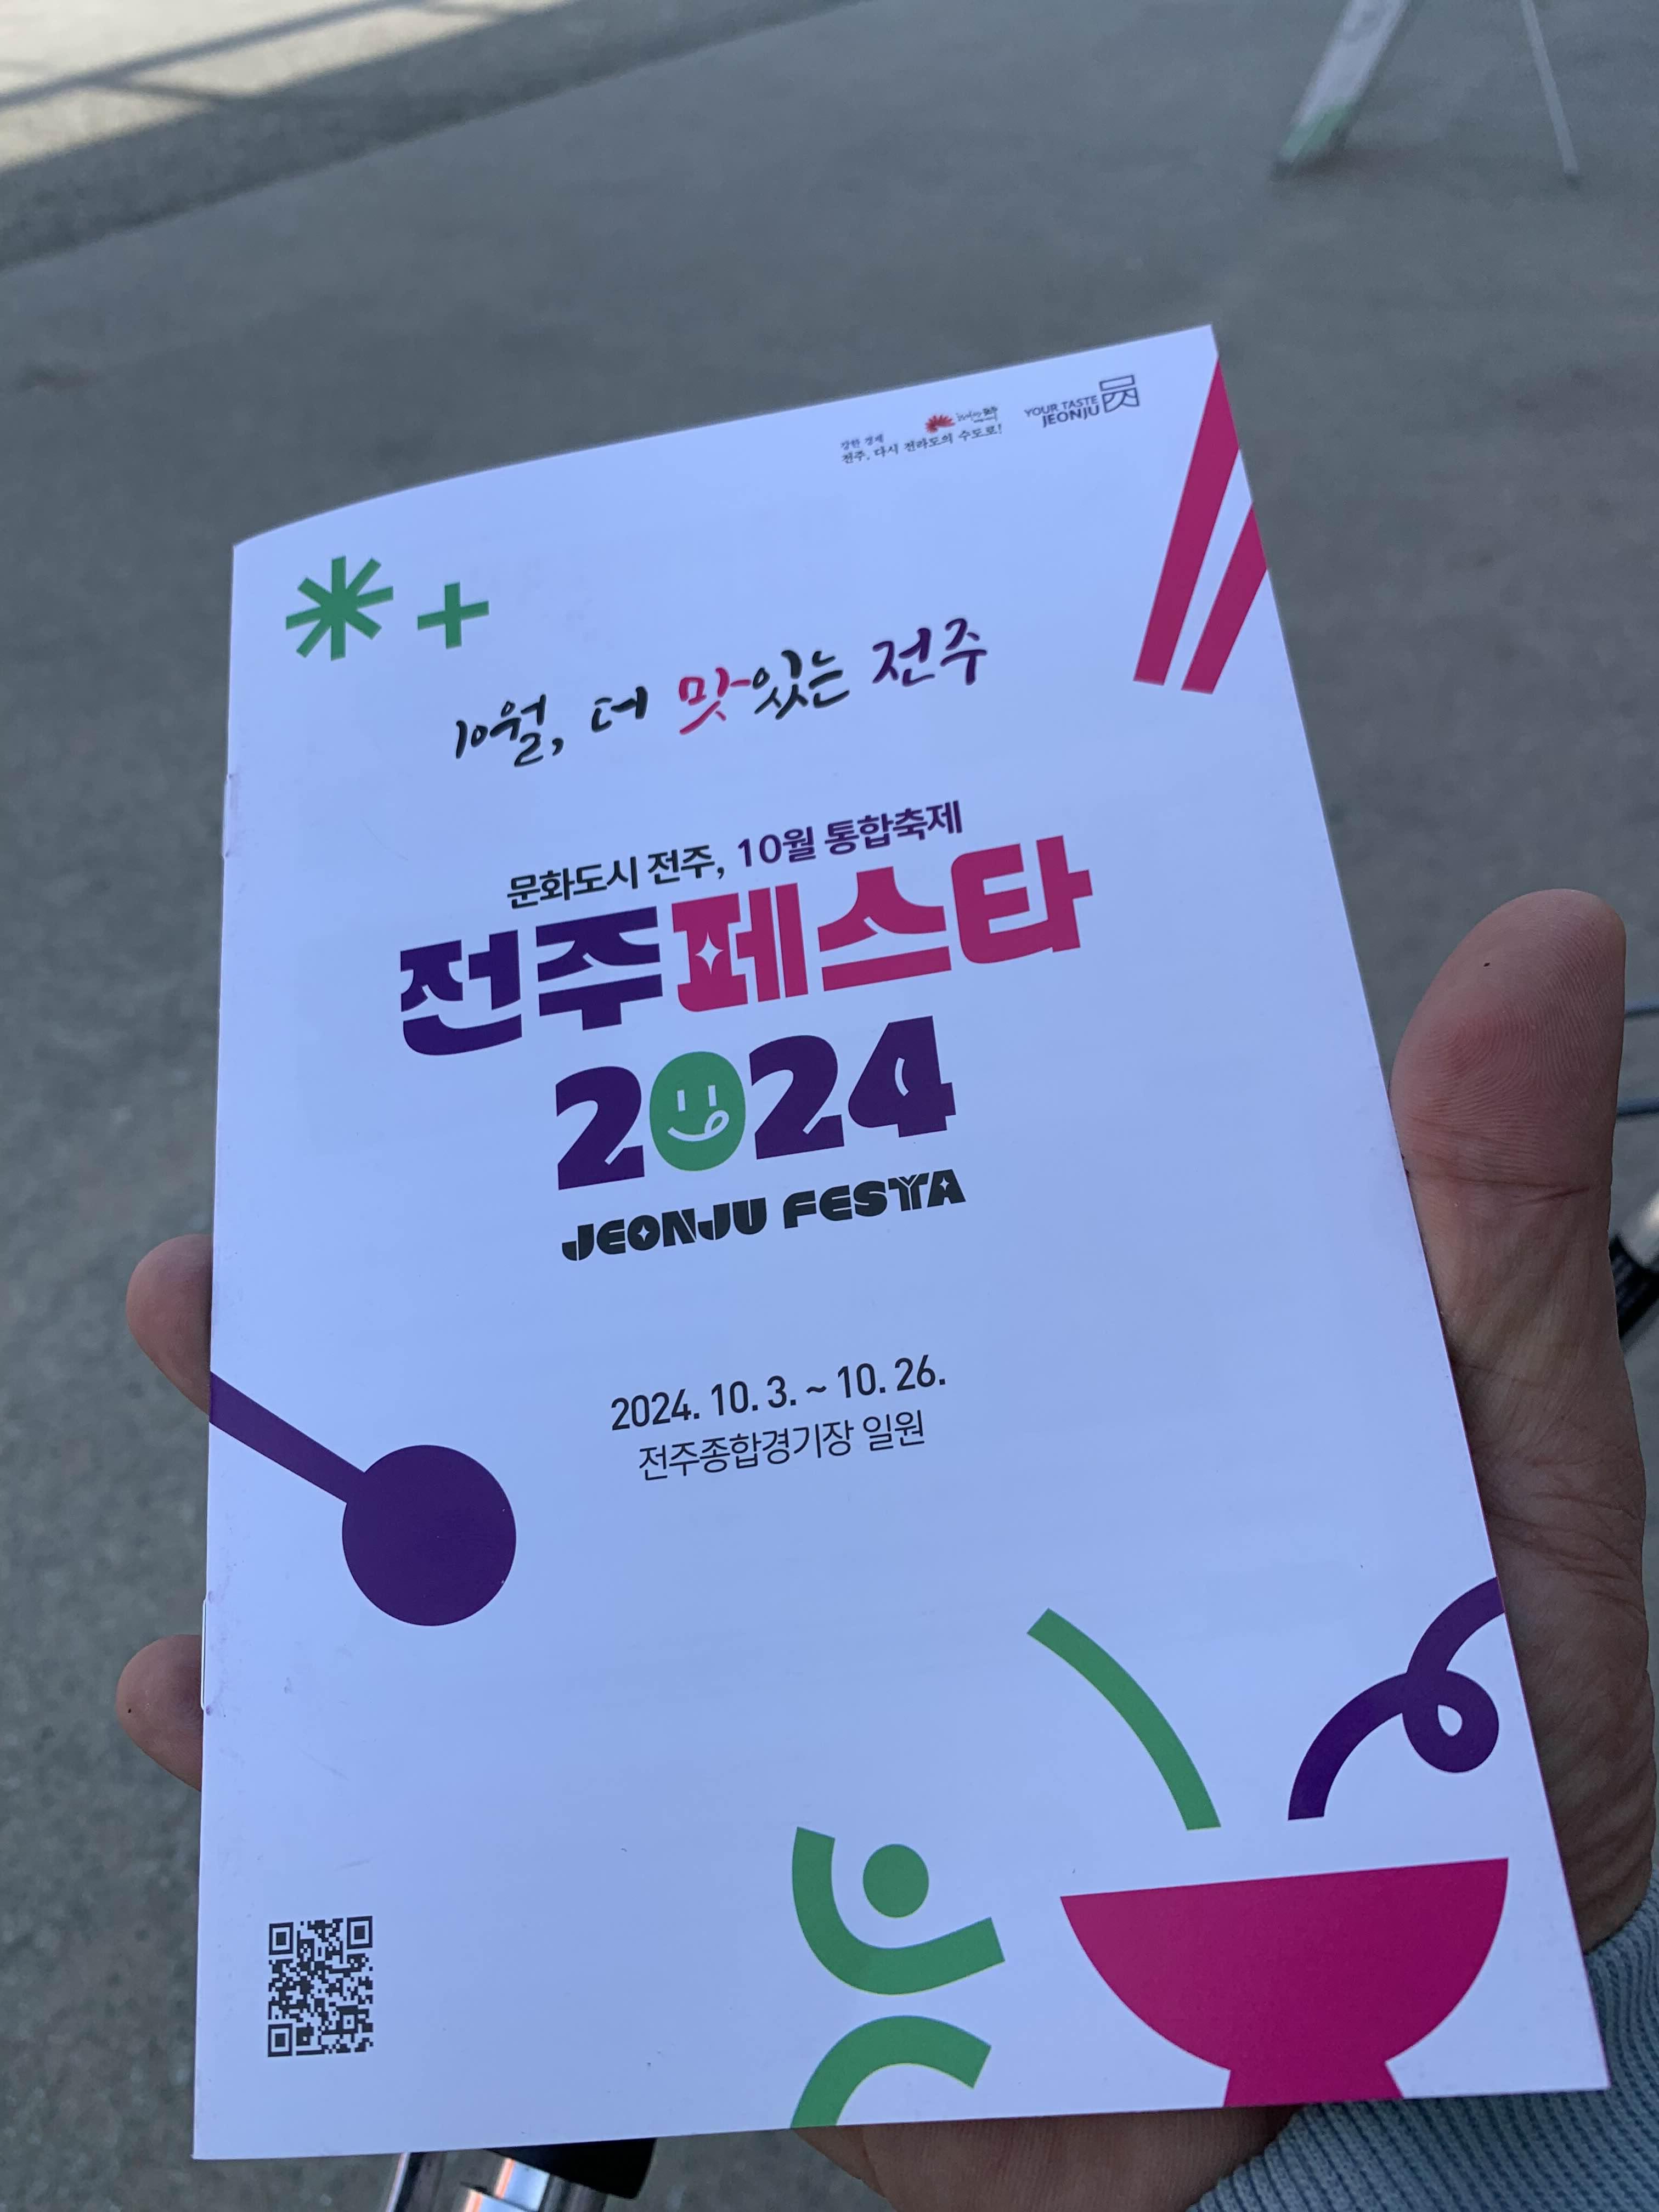 강한 경제
전주, 다시 전라도의 수도로!
YOUR TASTE
JEONJU
10월, 더 맛있는 전주
문화도시 전주, 10월 통합축제
전주페스타
2024
JEONJU FESTA
2024. 10. 3. ~ 10. 26.
전주종합경기장 일원